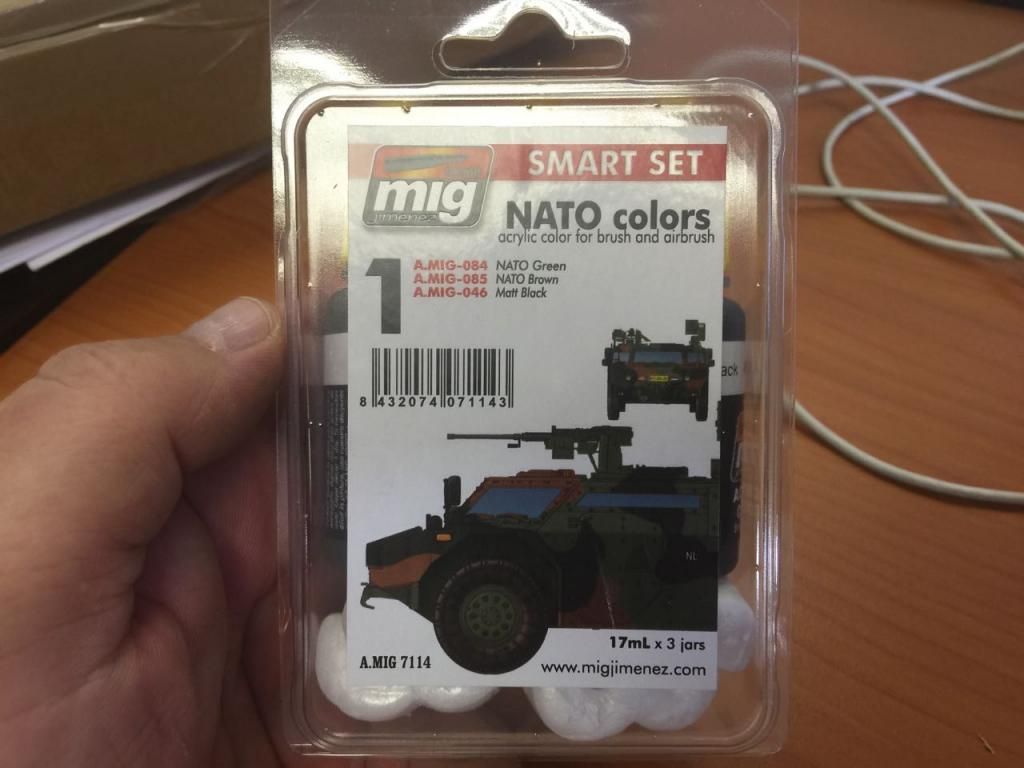 SMART SET
mig
jimenez
NATO colors
acrylic color for brush and airbrush
1
A.MIG-084 NATO Green
A.MIG-085 NATO Brown
A.MIG-046 Matt Black
8 432074 071143
ack
NL
17mL x 3 jars
A.MIG 7114
www.migjimenez.com